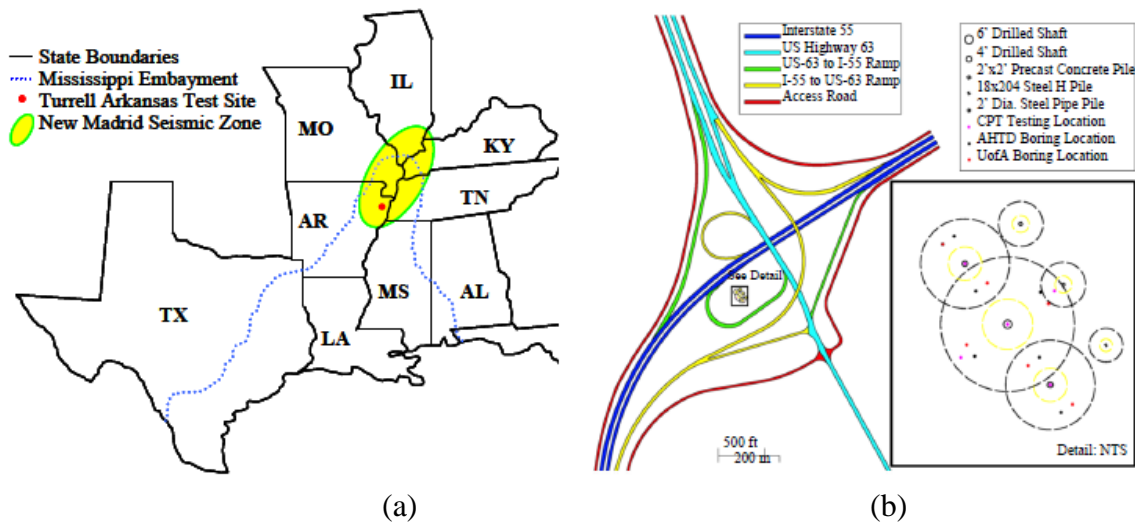 State Boundaries
Mississippi Embayment
Turrell Arkansas Test Site
New Madrid Seismic Zone
IL
MO
KY
TN
AR
TX
MS
AL
LA
(a)
Interstate 55
US Highway 63
US-63 to I-55 Ramp
I-55 to US-63 Ramp
Access Road
6' Drilled Shaft
4' Drilled Shaft
2'x2' Precast Concrete Pile
18x204 Steel H Pile
2' Dia. Steel Pipe Pile
CPT Testing Location
AHTD Boring Location
UofA Boring Location
See Detail
500 ft
200 m
Detail: NTS
(b)